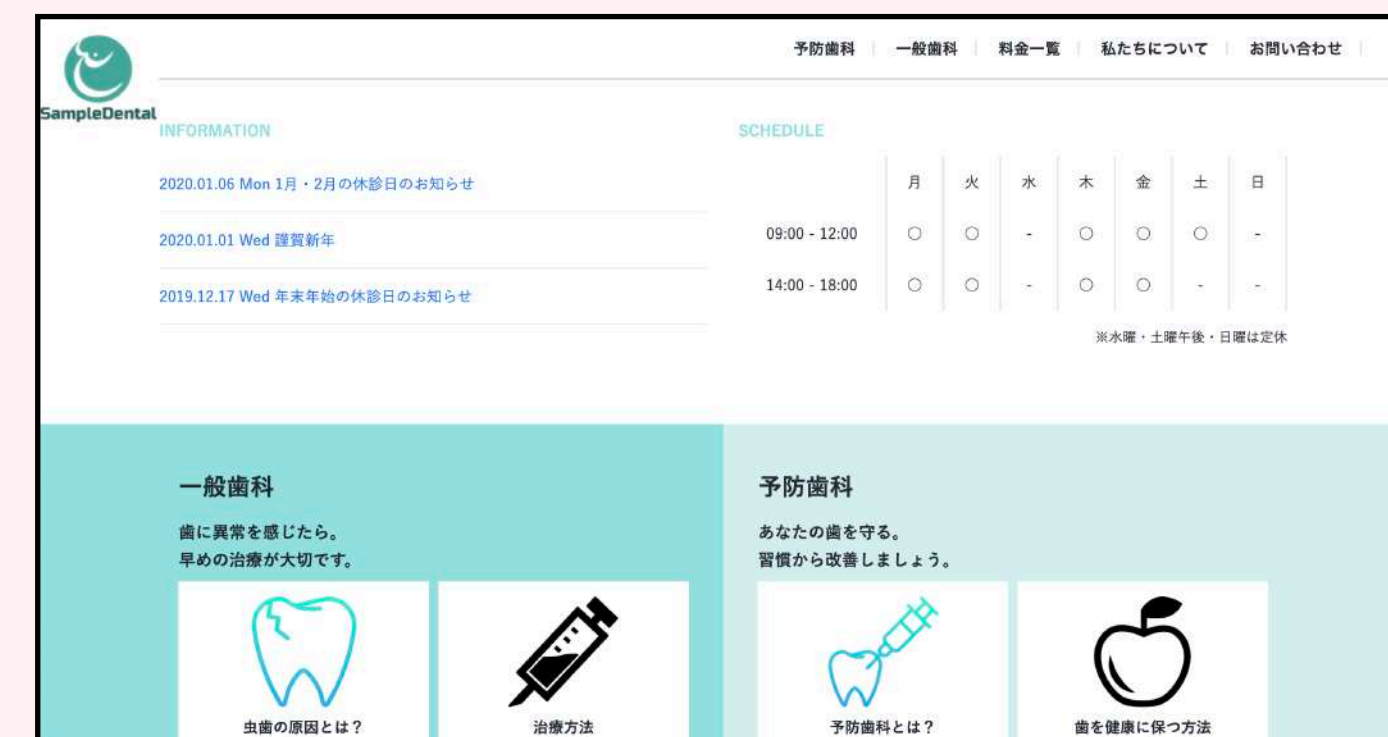 SampleDental
予防歯科 一般歯科 料金一覧 私たちについて お問い合わせ
INFORMATION
2020.01.06 Mon 1月・2月の休診日のお知らせ
2020.01.01 Wed 謹賀新年
2019.12.17 Wed 年末年始の休診日のお知らせ
SCHEDULE
月 火 水 木 金 土 日
09:00 - 12:00 〇 〇 - 〇 〇 〇 -
14:00 - 18:00 〇 〇 - 〇 〇 - -
※水曜・土曜午後・日曜は定休
一般歯科
歯に異常を感じたら。
早めの治療が大切です。
虫歯の原因とは？
治療方法
予防歯科
あなたの歯を守る。
習慣から改善しましょう。
予防歯科とは？
歯を健康に保つ方法